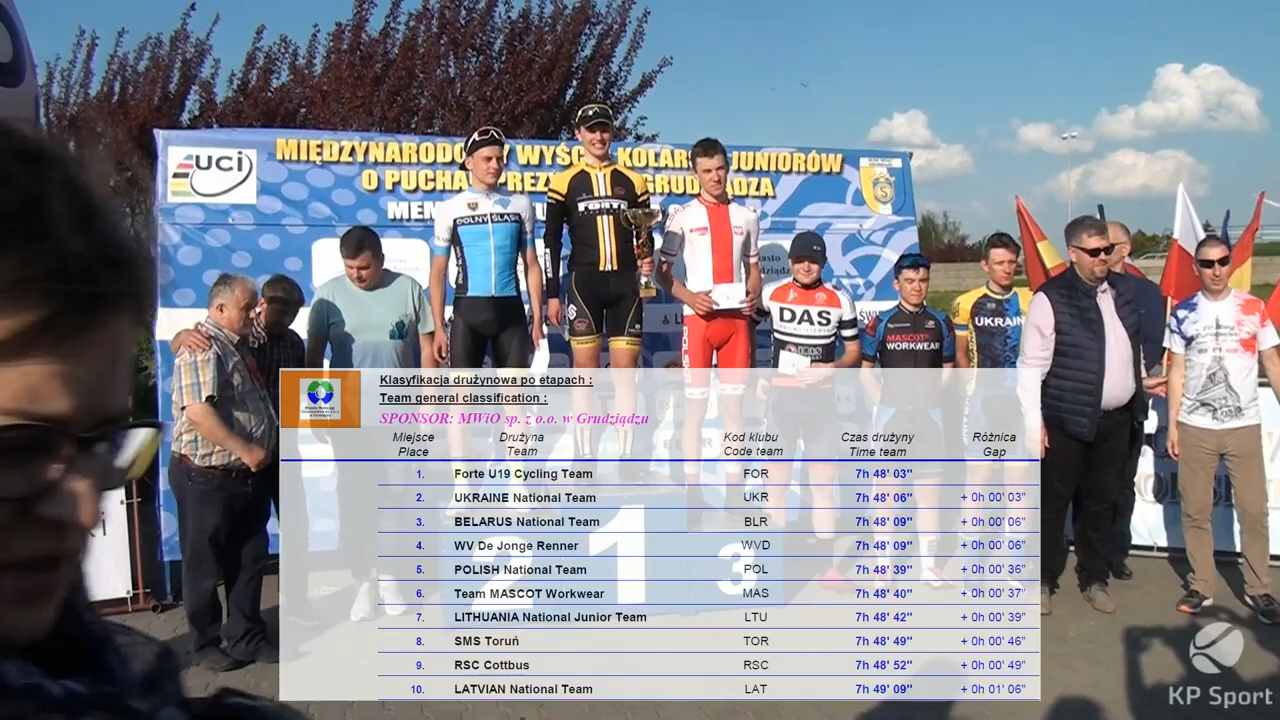 MIĘDZYNARODOWY WYŚCIG KOLARSKI JUNIORÓW
UCI
O PUCHAR PREZYDENTA GRUDZIĄDZA
DOLNY ŚLĄSK
FORTE
POLSKA
DAS
MASCOT
WORKWEAR
UKRAIN
Klasyfikacja drużynowa po etapach :
Team general classification :
SPONSOR: MWiO sp. z o.o. w Grudziądzu
Miejsce Drużyna Kod klubu Czas drużyny Różnica
Place Team Code team Time team Gap
1. Forte U19 Cycling Team FOR 7h 48' 03"
2. UKRAINE National Team UKR 7h 48' 06" + 0h 00' 03"
3. BELARUS National Team BLR 7h 48' 09" + 0h 00' 06"
4. WV De Jonge Renner WVD 7h 48' 09" + 0h 00' 06"
5. POLISH National Team POL 7h 48' 39" + 0h 00' 36"
6. Team MASCOT Workwear MAS 7h 48' 40" + 0h 00' 37"
7. LITHUANIA National Junior Team LTU 7h 48' 42" + 0h 00' 39"
8. SMS Toruń TOR 7h 48' 49" + 0h 00' 46"
9. RSC Cottbus RSC 7h 48' 52" + 0h 00' 49"
10. LATVIAN National Team LAT 7h 49' 09" + 0h 01' 06"
2 1 3
KP Sport